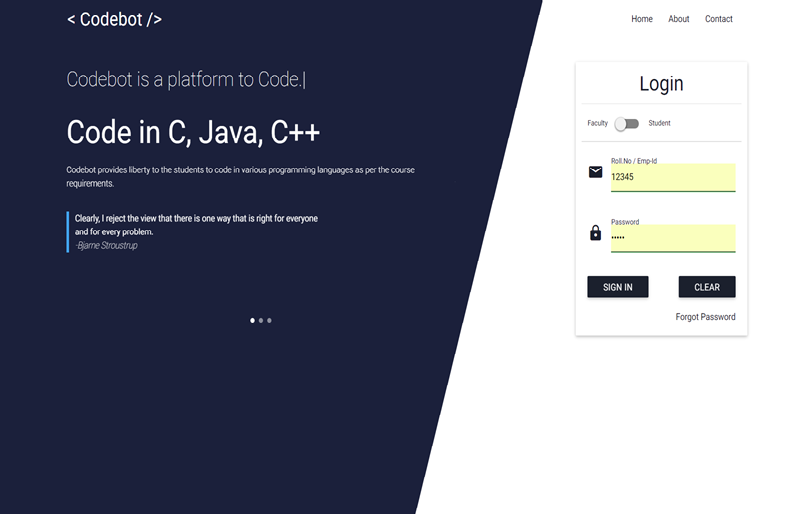 < Codebot />
Home About Contact
Codebot is a platform to Code.|
Code in C, Java, C++
Codebot provides liberty to the students to code in various programming languages as per the course
requirements.
Clearly, I reject the view that there is one way that is right for everyone
and for every problem.
-Bjarne Stroustrup
Login
Faculty Student
Roll.No / Emp-Id
12345
Password
•••••
SIGN IN CLEAR
Forgot Password